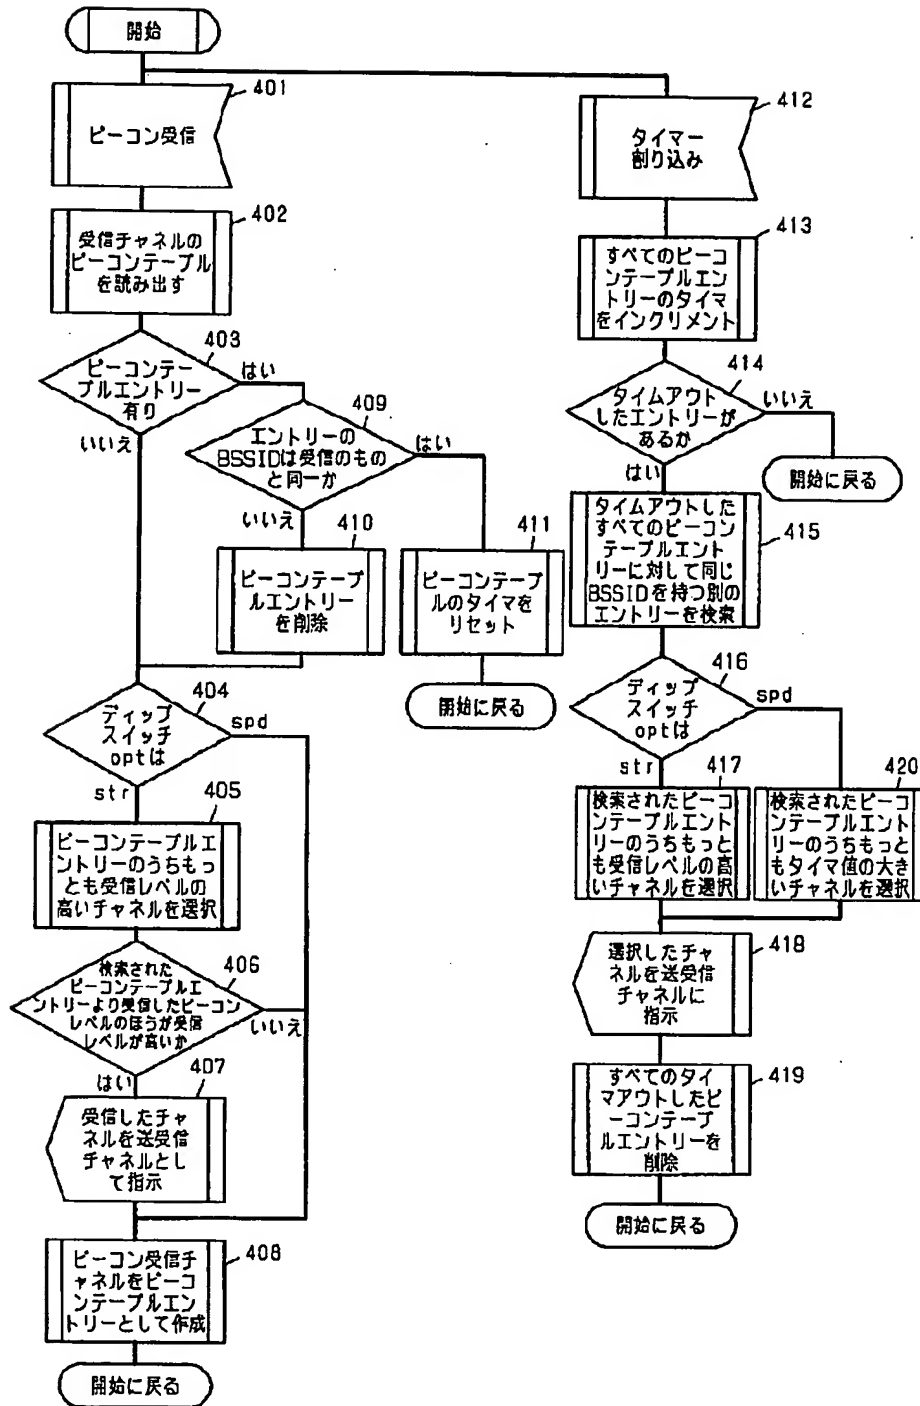 開始
401
ビーコン受信
402
受信チャネルの
ビーコンテーブル
を読み出す
403
ビーコンテー
ブルエントリー
有り
はい
いいえ
409
エントリーの
BSSIDは受信のもの
と同一か
はい
いいえ
410
ビーコンテーブ
ルエントリー
を削除
411
ビーコンテーブ
ルのタイマを
リセット
開始に戻る
404
ディップ
スイッチ
optは
spd
str
405
ビーコンテーブルエ
ントリーのうちもっ
とも受信レベルの
高いチャネルを選択
406
検索された
ビーコンテーブルエ
ントリーより受信したビーコン
レベルのほうが受信
レベルが高いか
いいえ
はい
407
受信したチャ
ネルを送受信
チャネルとし
て指示
408
ビーコン受信チ
ャネルをビーコ
ンテーブルエン
トリーとして作成
開始に戻る
412
タイマー
割り込み
413
すべてのビーコ
ンテーブルエン
トリーのタイマ
をインクリメント
414
タイムアウト
したエントリーが
あるか
いいえ
開始に戻る
はい
415
タイムアウトした
すべてのビーコン
テーブルエント
リーに対して同じ
BSSIDを持つ別の
エントリーを検索
416
ディップ
スイッチ
optは
spd
str
417
検索されたビーコ
ンテーブルエント
リーのうちもっと
も受信レベルの高
いチャネルを選択
420
検索されたビーコ
ンテーブルエント
リーのうちもっと
もタイマ値の大き
いチャネルを選択
418
選択したチャ
ネルを送受信
チャネルに
指示
419
すべてのタイ
マアウトしたビ
ーコンテーブ
ルエントリーを
削除
開始に戻る